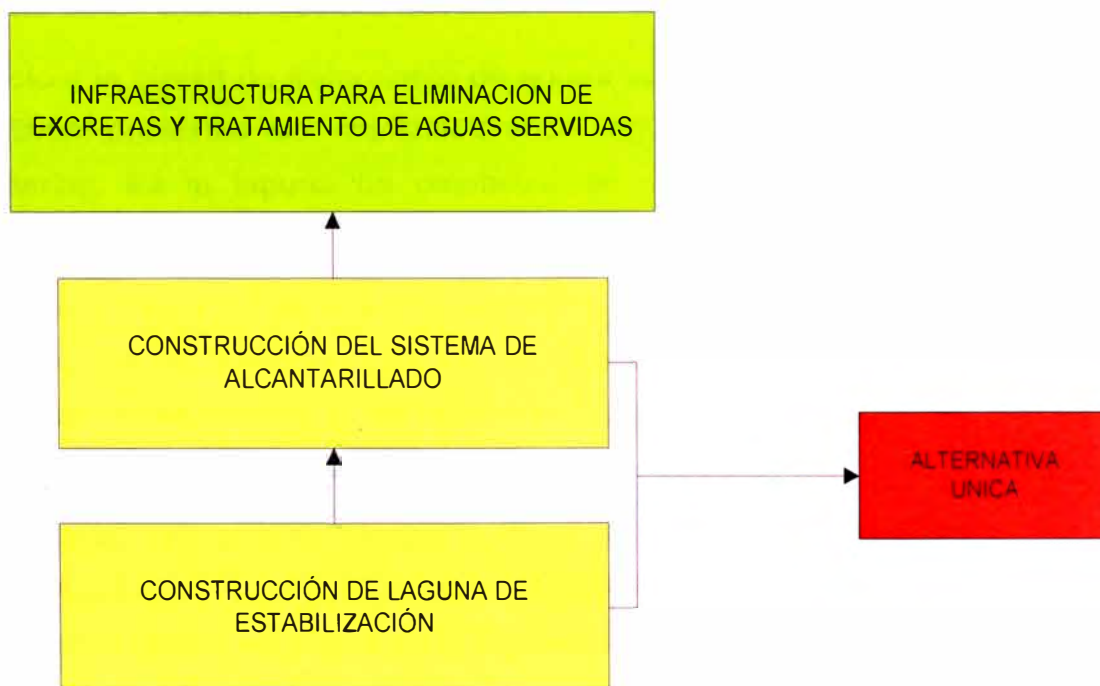 INFRAESTRUCTURA PARA ELIMINACION DE
EXCRETAS Y TRATAMIENTO DE AGUAS SERVIDAS
CONSTRUCCIÓN DEL SISTEMA DE
ALCANTARILLADO
ALTERNATIVA
UNICA
CONSTRUCCIÓN DE LAGUNA DE
ESTABILIZACIÓN